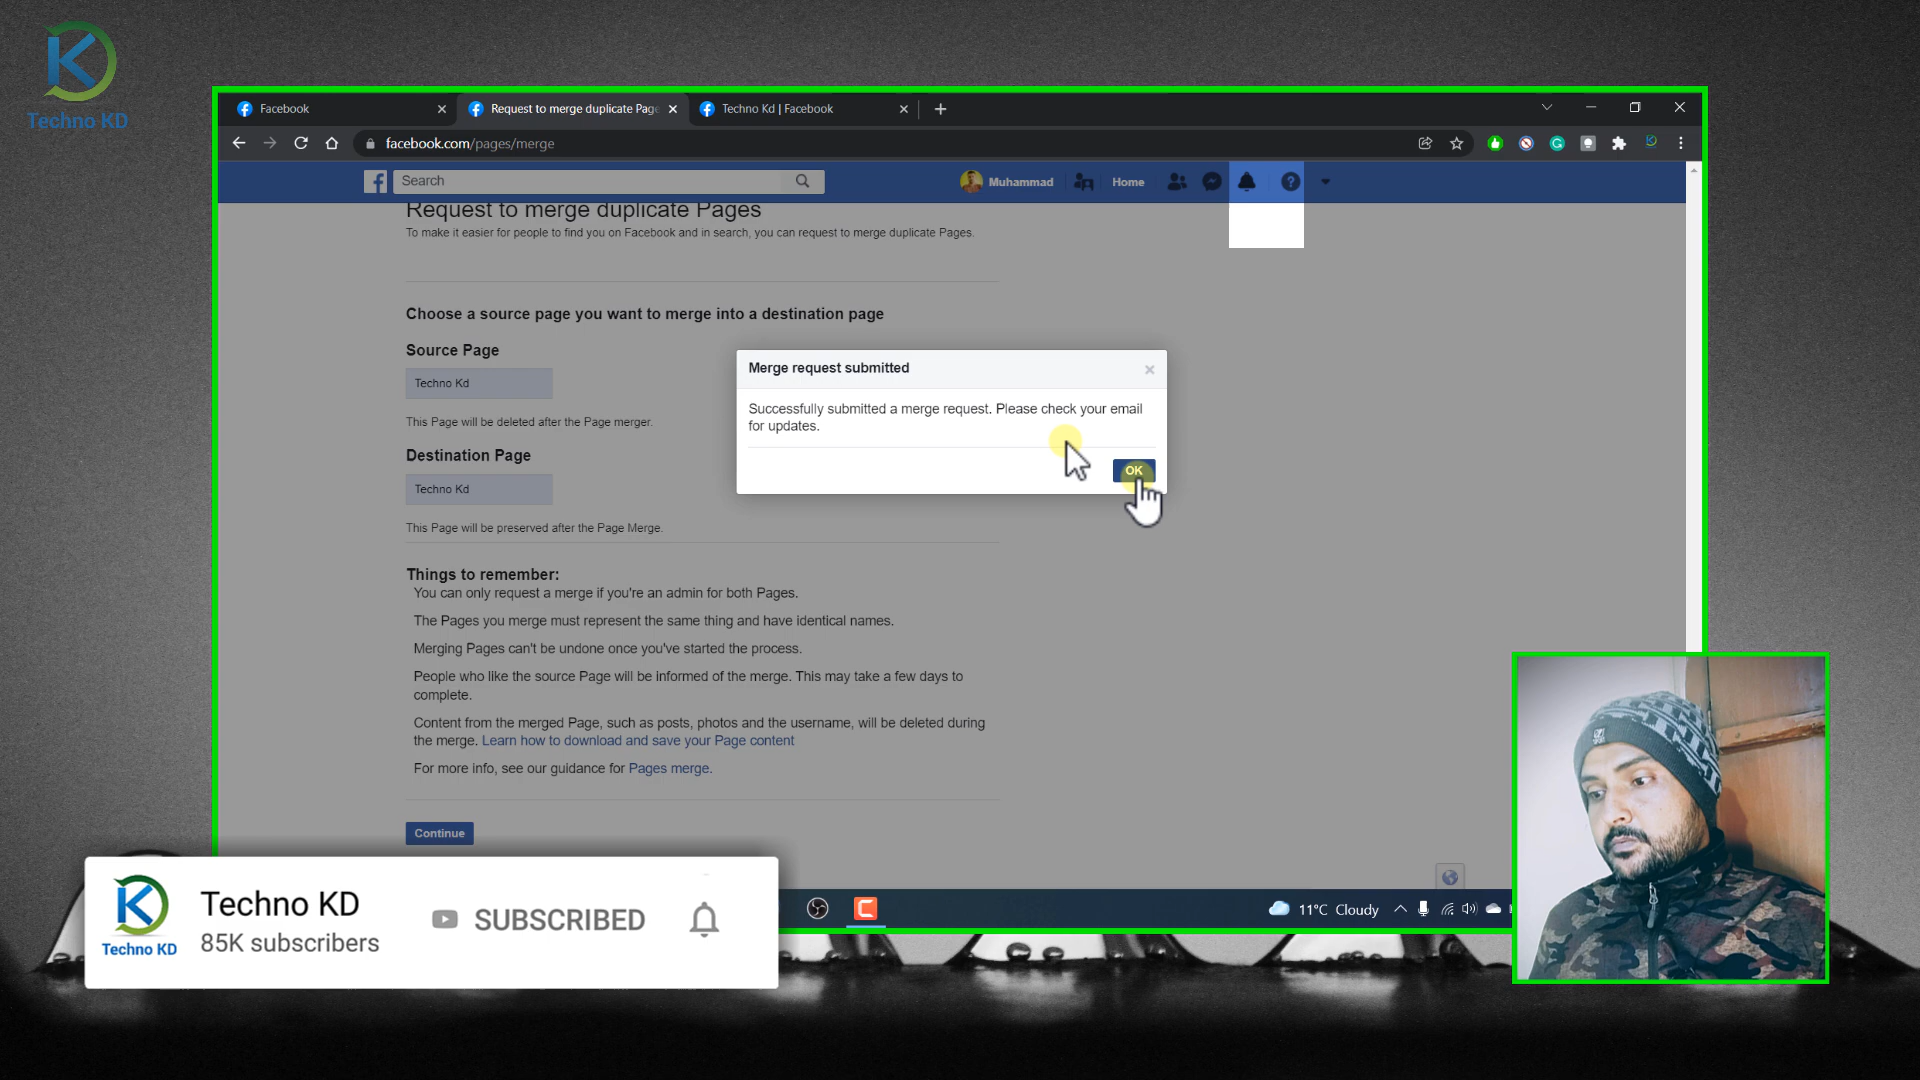 Techno KD
Facebook
Request to merge duplicate Page
Techno Kd | Facebook
facebook.com/pages/merge
Search
Muhammad
Home
Request to merge duplicate Pages
To make it easier for people to find you on Facebook and in search, you can request to merge duplicate Pages.
Choose a source page you want to merge into a destination page
Source Page
Techno Kd
This Page will be deleted after the Page merger.
Destination Page
Techno Kd
This Page will be preserved after the Page Merge.
Merge request submitted
Successfully submitted a merge request. Please check your email
for updates.
OK
Things to remember:
You can only request a merge if you're an admin for both Pages.
The Pages you merge must represent the same thing and have identical names.
Merging Pages can't be undone once you've started the process.
People who like the source Page will be informed of the merge. This may take a few days to
complete.
Content from the merged Page, such as posts, photos and the username, will be deleted during
the merge. Learn how to download and save your Page content
For more info, see our guidance for Pages merge.
Continue
Techno KD
Techno KD
85K subscribers
SUBSCRIBED
11°C Cloudy